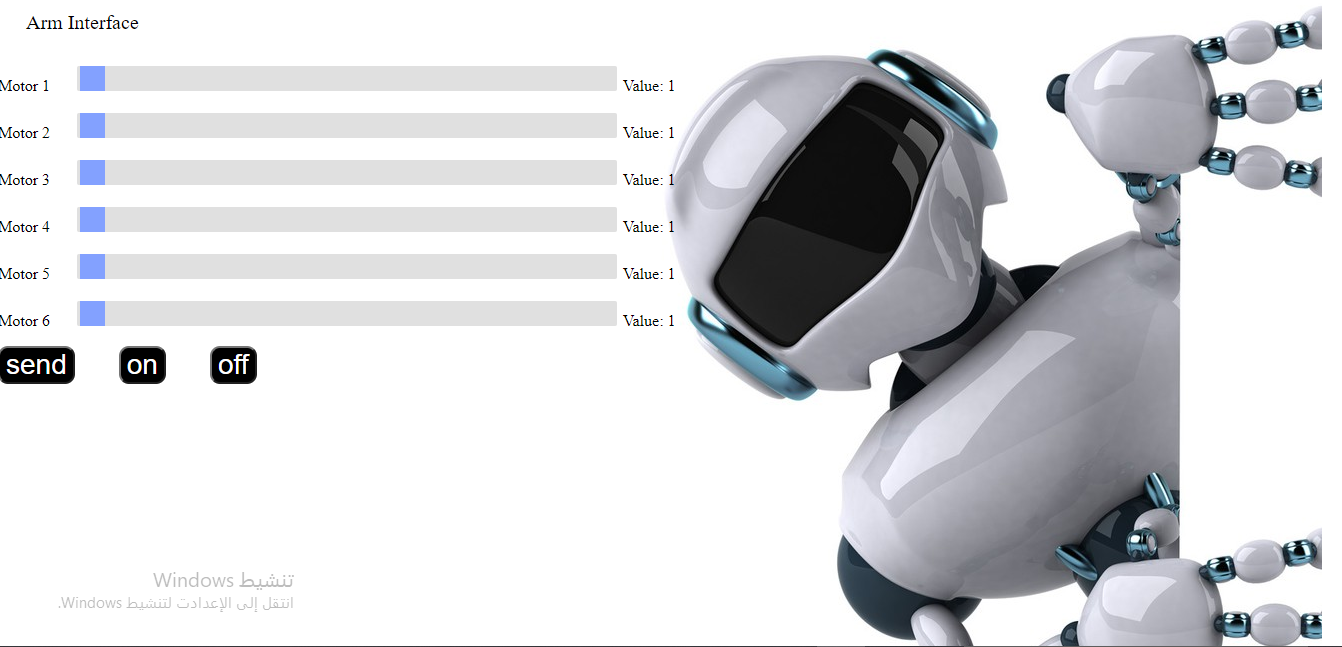 Arm Interface
Motor 1 Value: 1
Motor 2 Value: 1
Motor 3 Value: 1
Motor 4 Value: 1
Motor 5 Value: 1
Motor 6 Value: 1
send on off
تنشيط Windows
انتقل إلى الإعدادت لتنشيط Windows.